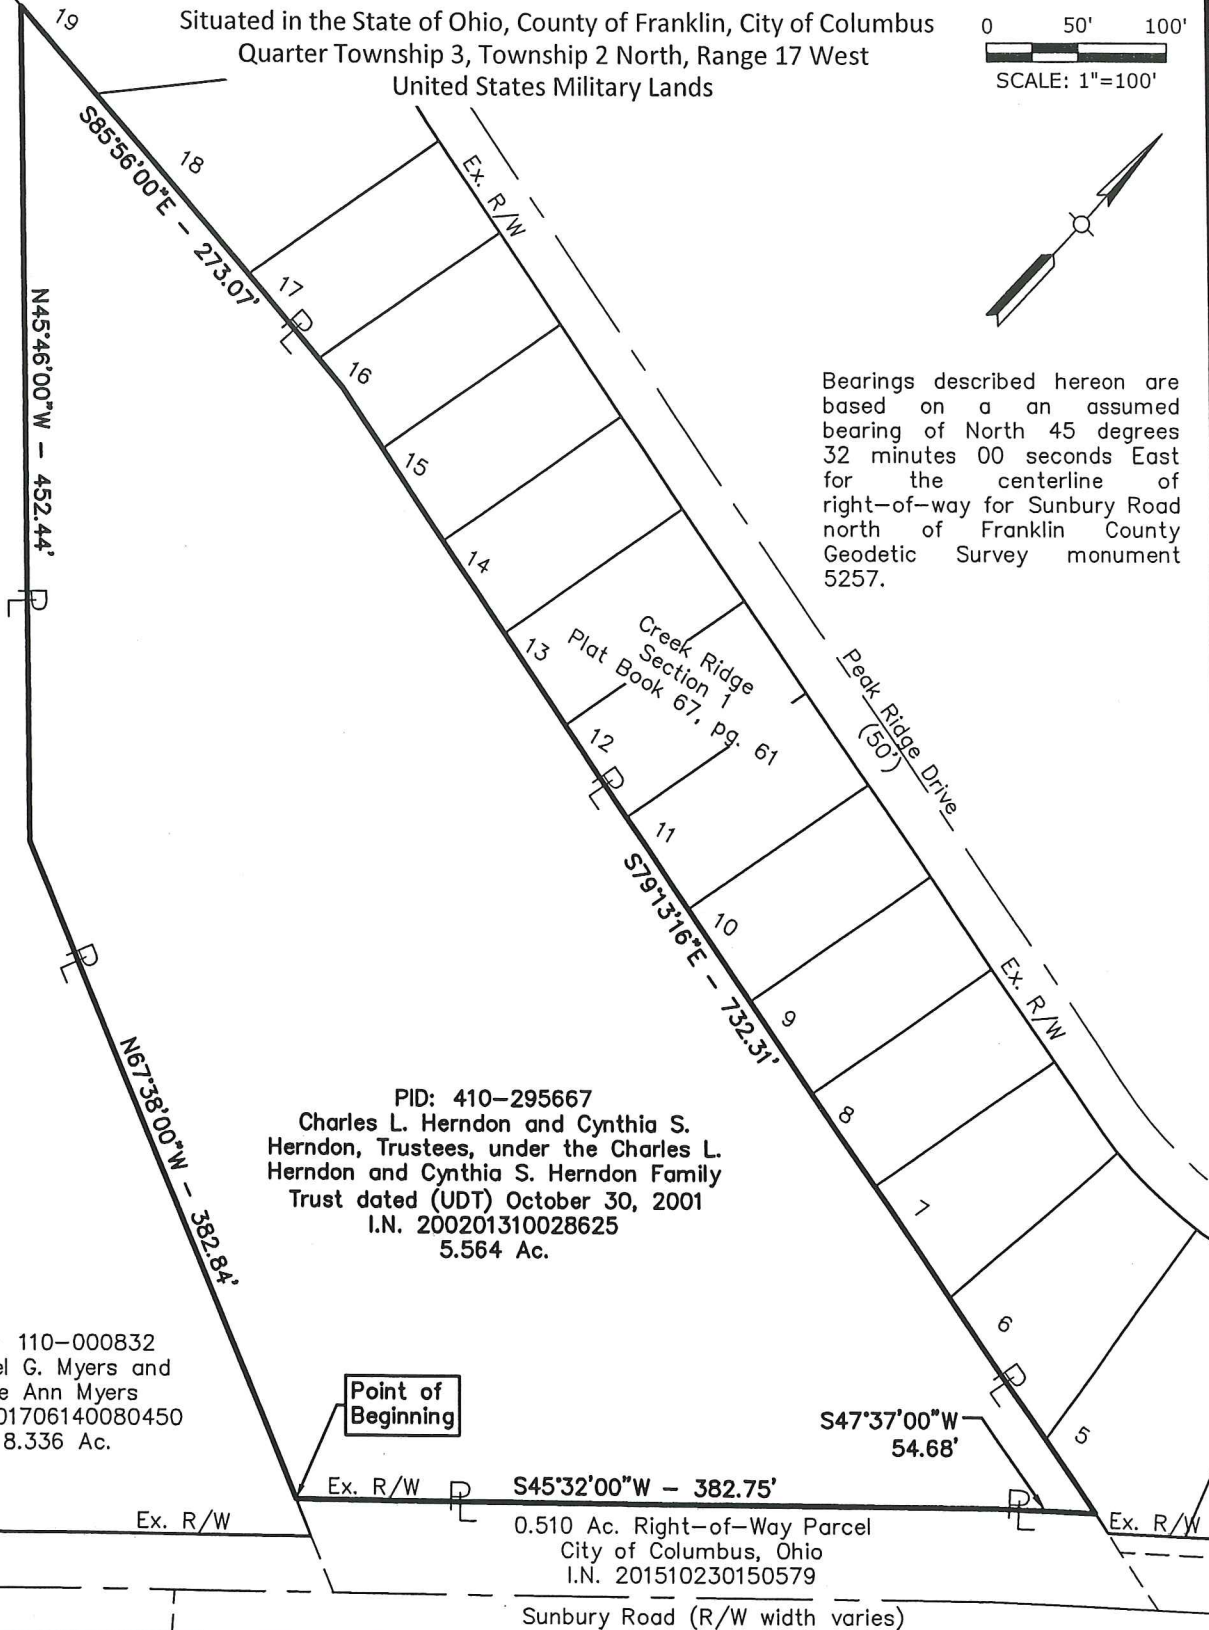 Situated in the State of Ohio, County of Franklin, City of Columbus
Quarter Township 3, Township 2 North, Range 17 West
United States Military Lands
0 50' 100'
SCALE: 1"=100'
19
18
S85°56'00"E - 273.07'
17
PL
16
15
14
13
12
PL
11
10
9
8
7
6
PL
5
Ex. R/W
N45°46'00"W - 452.44'
PL
Bearings described hereon are
based on a an assumed
bearing of North 45 degrees
32 minutes 00 seconds East
for the centerline of
right-of-way for Sunbury Road
north of Franklin County
Geodetic Survey monument
5257.
Creek Ridge
Section 1
Plat Book 67, pg. 61
Peak Ridge Drive
(50')
S79°13'16"E - 732.31'
Ex. R/W
PL
N67°38'00"W - 382.84'
PID: 410-295667
Charles L. Herndon and Cynthia S.
Herndon, Trustees, under the Charles L.
Herndon and Cynthia S. Herndon Family
Trust dated (UDT) October 30, 2001
I.N. 200201310028625
5.564 Ac.
110-000832
el G. Myers and
e Ann Myers
01706140080450
8.336 Ac.
Point of
Beginning
S47°37'00"W
54.68'
Ex. R/W PL S45°32'00"W - 382.75' PL
Ex. R/W
Ex. R/W
0.510 Ac. Right-of-Way Parcel
City of Columbus, Ohio
I.N. 201510230150579
Sunbury Road (R/W width varies)